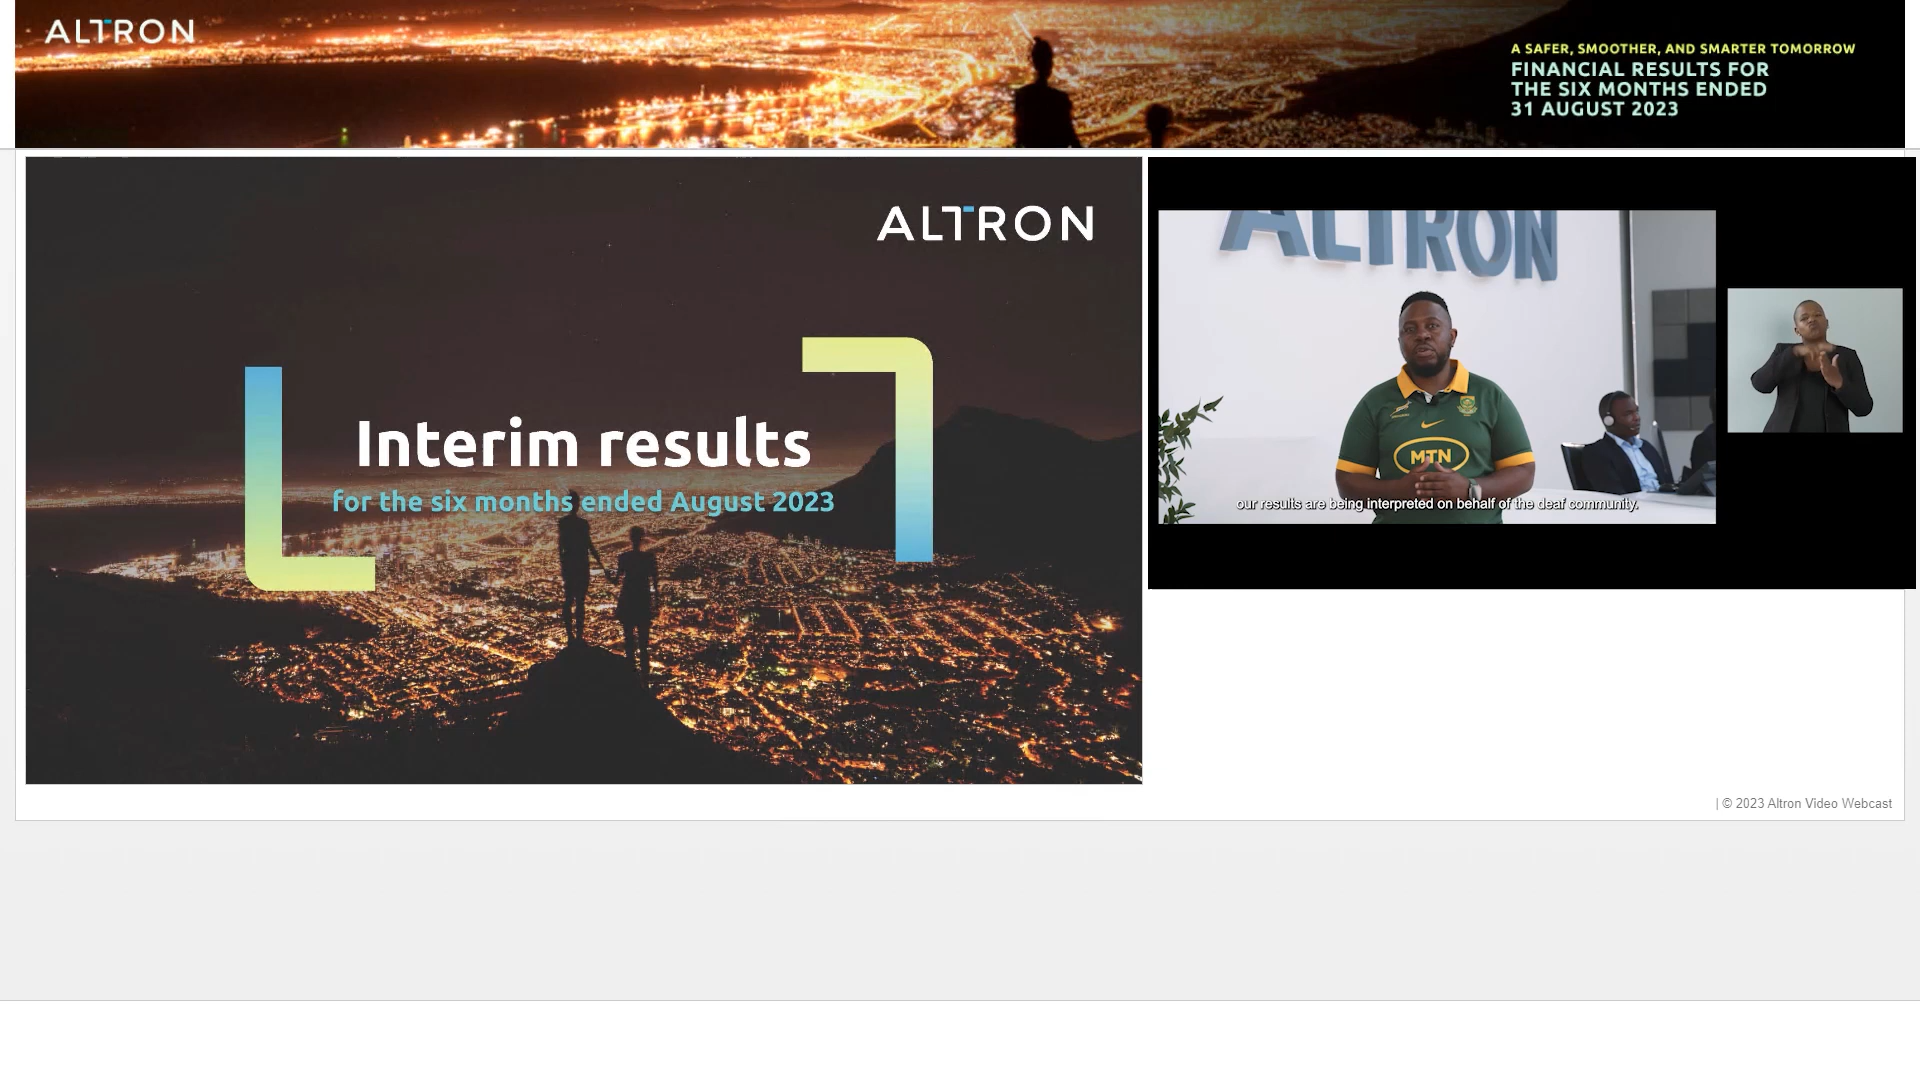 ALTRON
A SAFER, SMOOTHER, AND SMARTER TOMORROW
FINANCIAL RESULTS FOR
THE SIX MONTHS ENDED
31 AUGUST 2023
ALTRON
Interim results
for the six months ended August 2023
ALTRON
MTN
our results are being interpreted on behalf of the deaf community.
| © 2023 Altron Video Webcast